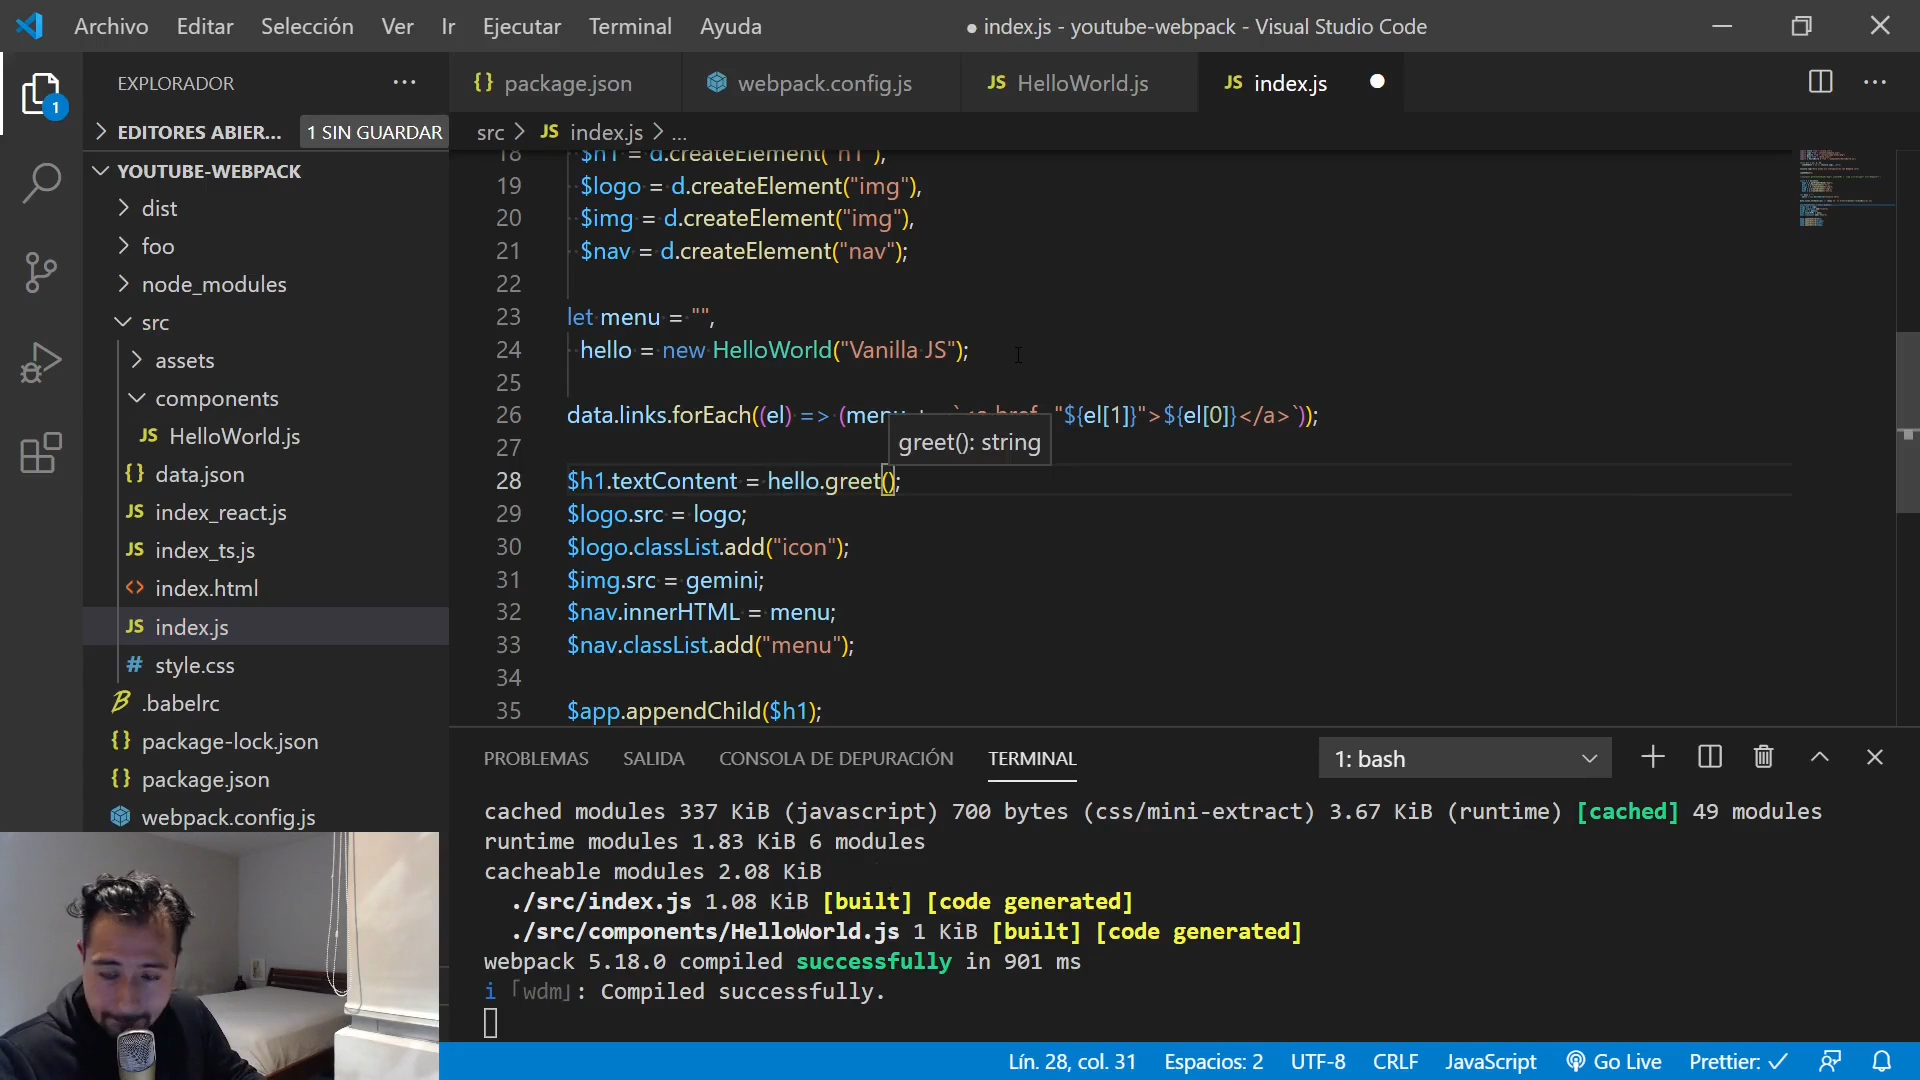 Archivo Editar Selección Ver Ir Ejecutar Terminal Ayuda
● index.js - youtube-webpack - Visual Studio Code
EXPLORADOR
{} package.json
webpack.config.js
JS HelloWorld.js
JS index.js
1
EDITORES ABIER... 1 SIN GUARDAR
src > JS index.js > ...
YOUTUBE-WEBPACK
dist
foo
node_modules
src
assets
components
JS HelloWorld.js
{} data.json
JS index_react.js
JS index_ts.js
<> index.html
JS index.js
# style.css
.babelrc
{} package-lock.json
{} package.json
webpack.config.js
18 $h1 = d.createElement("h1"),
19 $logo = d.createElement("img"),
20 $img = d.createElement("img"),
21 $nav = d.createElement("nav");
22
23 let menu = "",
24 hello = new HelloWorld("Vanilla JS");
25
26 data.links.forEach((el) => (menu "${el[1]}">${el[0]}</a>`));
greet(): string
27
28 $h1.textContent = hello.greet();
29 $logo.src = logo;
30 $logo.classList.add("icon");
31 $img.src = gemini;
32 $nav.innerHTML = menu;
33 $nav.classList.add("menu");
34
35 $app.appendChild($h1);
PROBLEMAS SALIDA CONSOLA DE DEPURACIÓN TERMINAL 1: bash
cached modules 337 KiB (javascript) 700 bytes (css/mini-extract) 3.67 KiB (runtime) [cached] 49 modules
runtime modules 1.83 KiB 6 modules
cacheable modules 2.08 KiB
./src/index.js 1.08 KiB [built] [code generated]
./src/components/HelloWorld.js 1 KiB [built] [code generated]
webpack 5.18.0 compiled successfully in 901 ms
i ｢wdm｣: Compiled successfully.
Lín. 28, col. 31 Espacios: 2 UTF-8 CRLF JavaScript Go Live Prettier: ✓